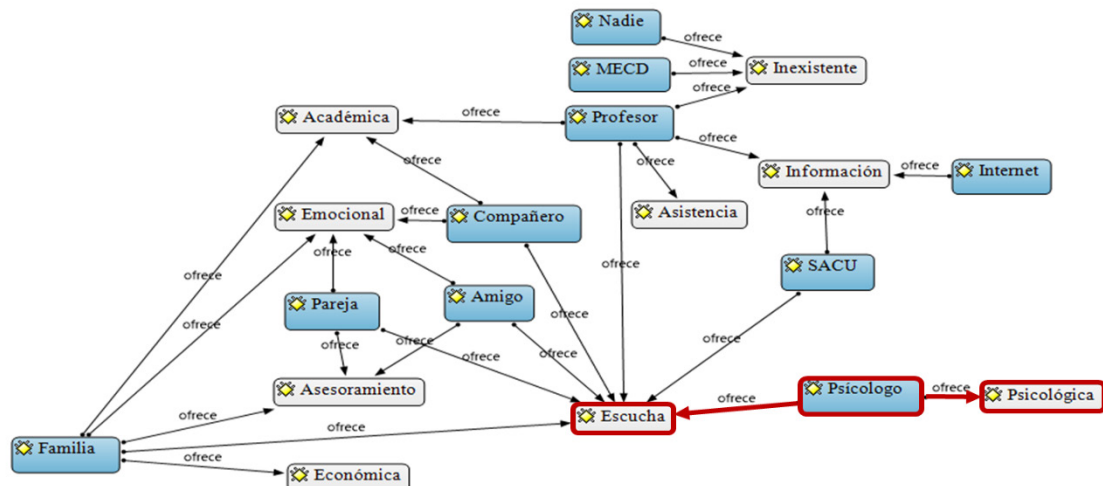 Nadie
ofrece
MECD
ofrece
Inexistente
ofrece
Académica
ofrece
Profesor
ofrece
ofrece
Información
ofrece
Internet
ofrece
Asistencia
Emocional
ofrece
Compañero
ofrece
ofrece
ofrece
SACU
ofrece
ofrece
ofrece
Pareja
Amigo
ofrece
ofrece
ofrece
ofrece
ofrece
ofrece
ofrece
Asesoramiento
Psicologo
ofrece
Psicológica
ofrece
Escucha
ofrece
ofrece
Familia
ofrece
Económica